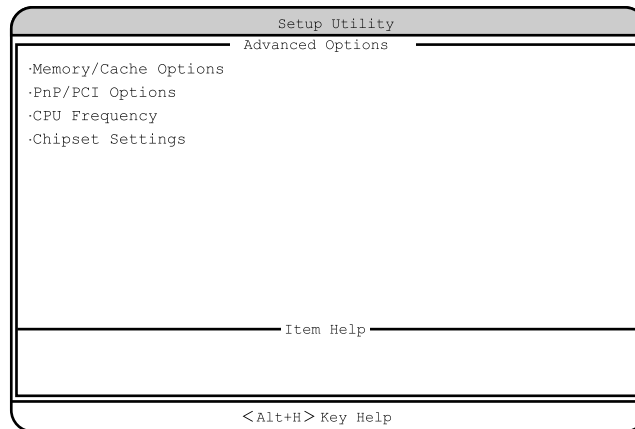 Setup Utility
Advanced Options
·Memory/Cache Options
·PnP/PCI Options
·CPU Frequency
·Chipset Settings
Item Help
<Alt+H> Key Help